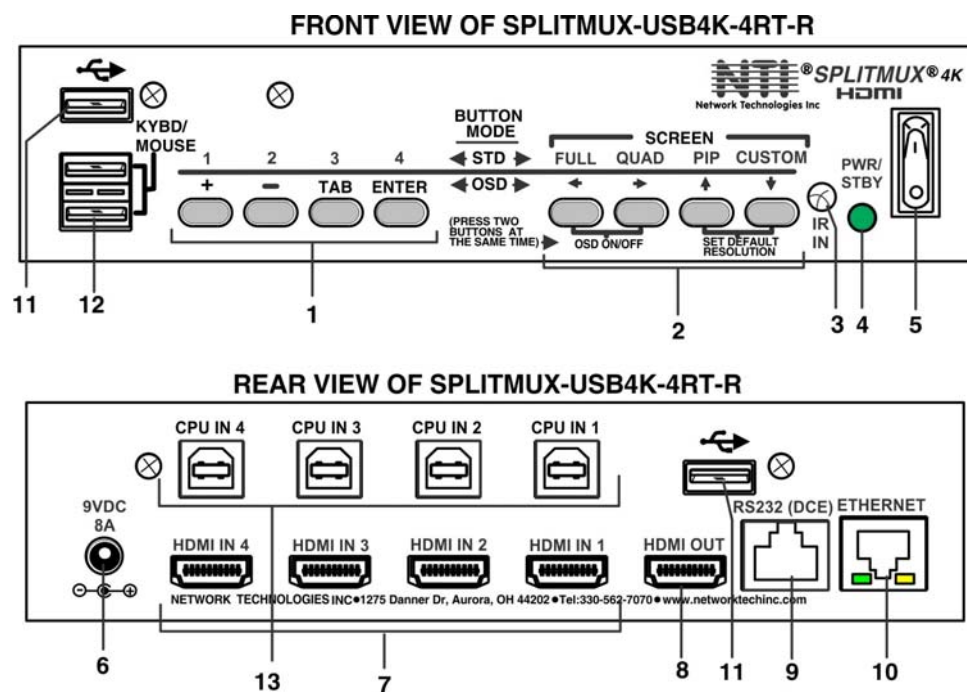 FRONT VIEW OF SPLITMUX-USB4K-4RT-R
NTI ® SPLITMUX® 4K
HDMI
Network Technologies Inc
KYBD/
MOUSE
BUTTON
MODE
SCREEN
1 2 3 4 STD FULL QUAD PIP CUSTOM
PWR/
STBY
+ − TAB ENTER OSD
(PRESS TWO
BUTTONS AT
THE SAME TIME)
OSD ON/OFF
SET DEFAULT
RESOLUTION
IR
IN
11 12 1 2 3 4 5
REAR VIEW OF SPLITMUX-USB4K-4RT-R
CPU IN 4 CPU IN 3 CPU IN 2 CPU IN 1
9VDC
8A
RS232 (DCE) ETHERNET
HDMI IN 4 HDMI IN 3 HDMI IN 2 HDMI IN 1 HDMI OUT
− +
NETWORK TECHNOLOGIES INC•1275 Danner Dr, Aurora, OH 44202•Tel:330-562-7070•www.networktechinc.com
6 13 7 8 11 9 10